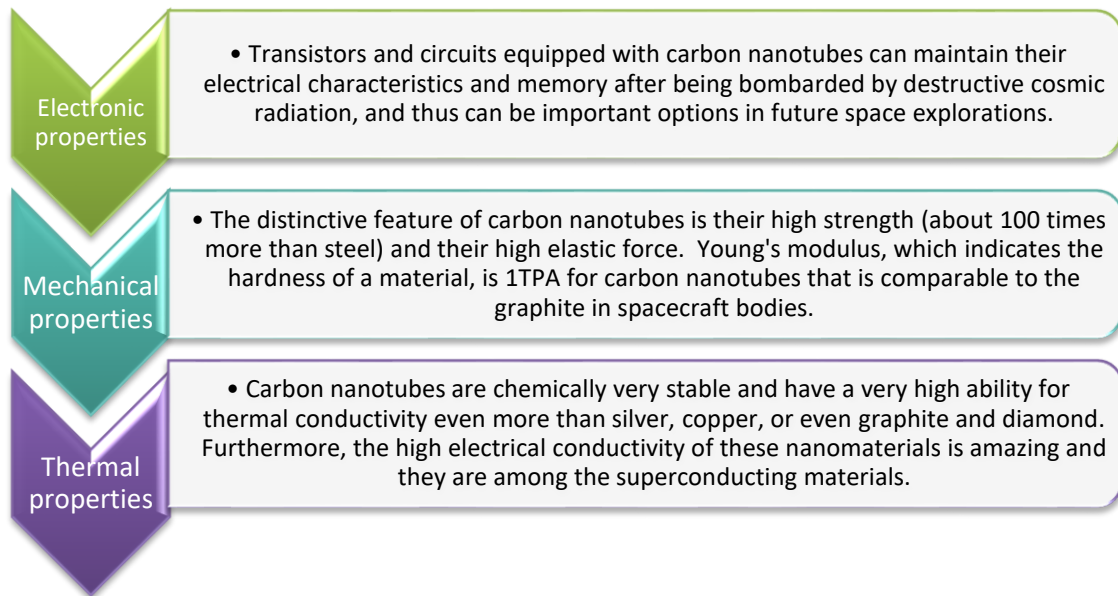 Electronic
properties
• Transistors and circuits equipped with carbon nanotubes can maintain their
electrical characteristics and memory after being bombarded by destructive cosmic
radiation, and thus can be important options in future space explorations.
Mechanical
properties
• The distinctive feature of carbon nanotubes is their high strength (about 100 times
more than steel) and their high elastic force.  Young's modulus, which indicates the
hardness of a material, is 1TPA for carbon nanotubes that is comparable to the
graphite in spacecraft bodies.
Thermal
properties
• Carbon nanotubes are chemically very stable and have a very high ability for
thermal conductivity even more than silver, copper, or even graphite and diamond.
Furthermore, the high electrical conductivity of these nanomaterials is amazing and
they are among the superconducting materials.